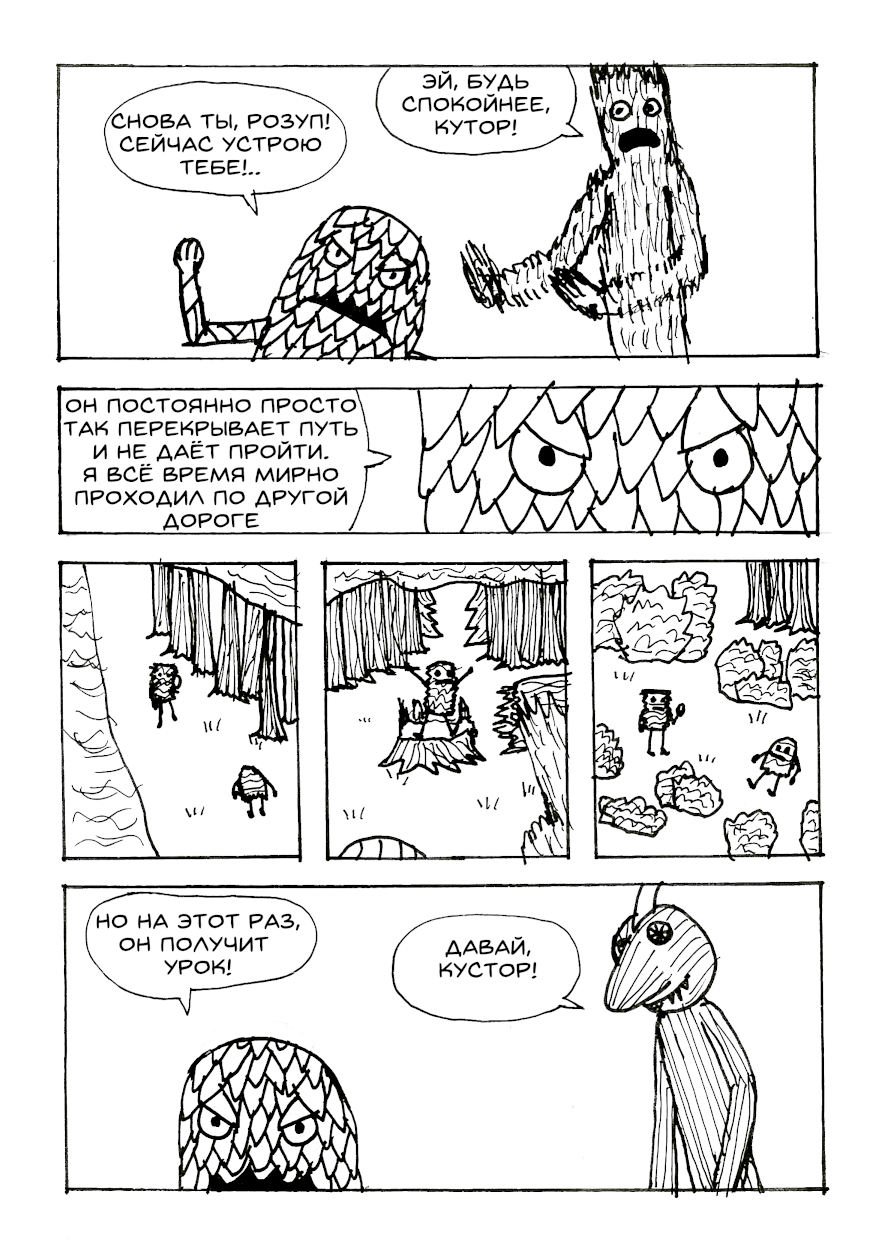 СНОВА ТЫ, РОЗУП!
СЕЙЧАС УСТРОЮ
ТЕБЕ!..
ЭЙ, БУДЬ
СПОКОЙНЕЕ,
КУТОР!
ОН ПОСТОЯННО ПРОСТО
ТАК ПЕРЕКРЫВАЕТ ПУТЬ
И НЕ ДАЁТ ПРОЙТИ.
Я ВСЁ ВРЕМЯ МИРНО
ПРОХОДИЛ ПО ДРУГОЙ
ДОРОГЕ
НО НА ЭТОТ РАЗ,
ОН ПОЛУЧИТ
УРОК!
ДАВАЙ,
КУСТОР!